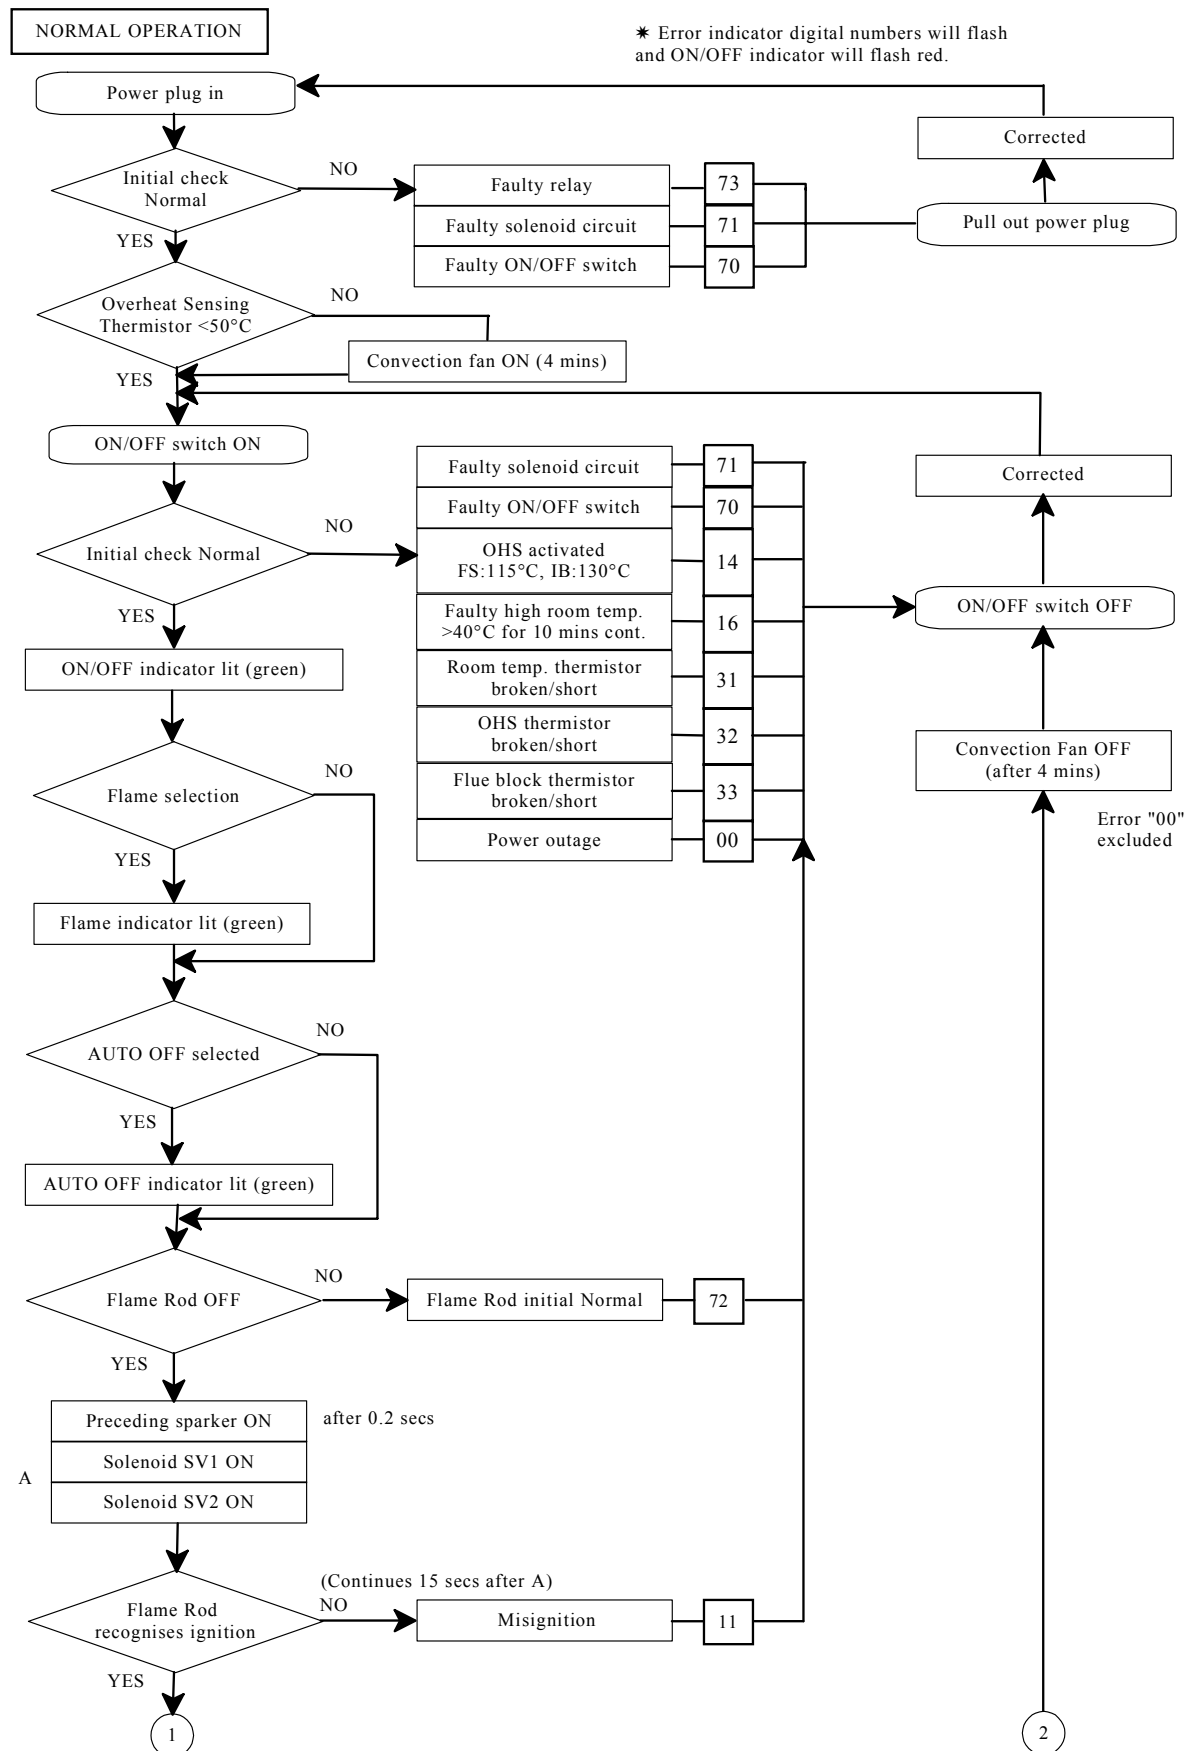 NORMAL OPERATION
✷ Error indicator digital numbers will flash
and ON/OFF indicator will flash red.
Power plug in
Corrected
Initial check
Normal
NO
Faulty relay
73
Faulty solenoid circuit
71
Faulty ON/OFF switch
70
Pull out power plug
YES
Overheat Sensing
Thermistor <50°C
NO
Convection fan ON (4 mins)
YES
ON/OFF switch ON
Initial check Normal
NO
Faulty solenoid circuit
71
Faulty ON/OFF switch
70
OHS activated
FS:115°C, IB:130°C
14
Faulty high room temp.
>40°C for 10 mins cont.
16
Room temp. thermistor
broken/short
31
OHS thermistor
broken/short
32
Flue block thermistor
broken/short
33
Power outage
00
Corrected
ON/OFF switch OFF
Convection Fan OFF
(after 4 mins)
Error "00"
excluded
YES
ON/OFF indicator lit (green)
Flame selection
NO
YES
Flame indicator lit (green)
AUTO OFF selected
NO
YES
AUTO OFF indicator lit (green)
Flame Rod OFF
NO
Flame Rod initial Normal
72
YES
Preceding sparker ON
after 0.2 secs
A
Solenoid SV1 ON
Solenoid SV2 ON
(Continues 15 secs after A)
Flame Rod
recognises ignition
NO
Misignition
11
YES
1
2